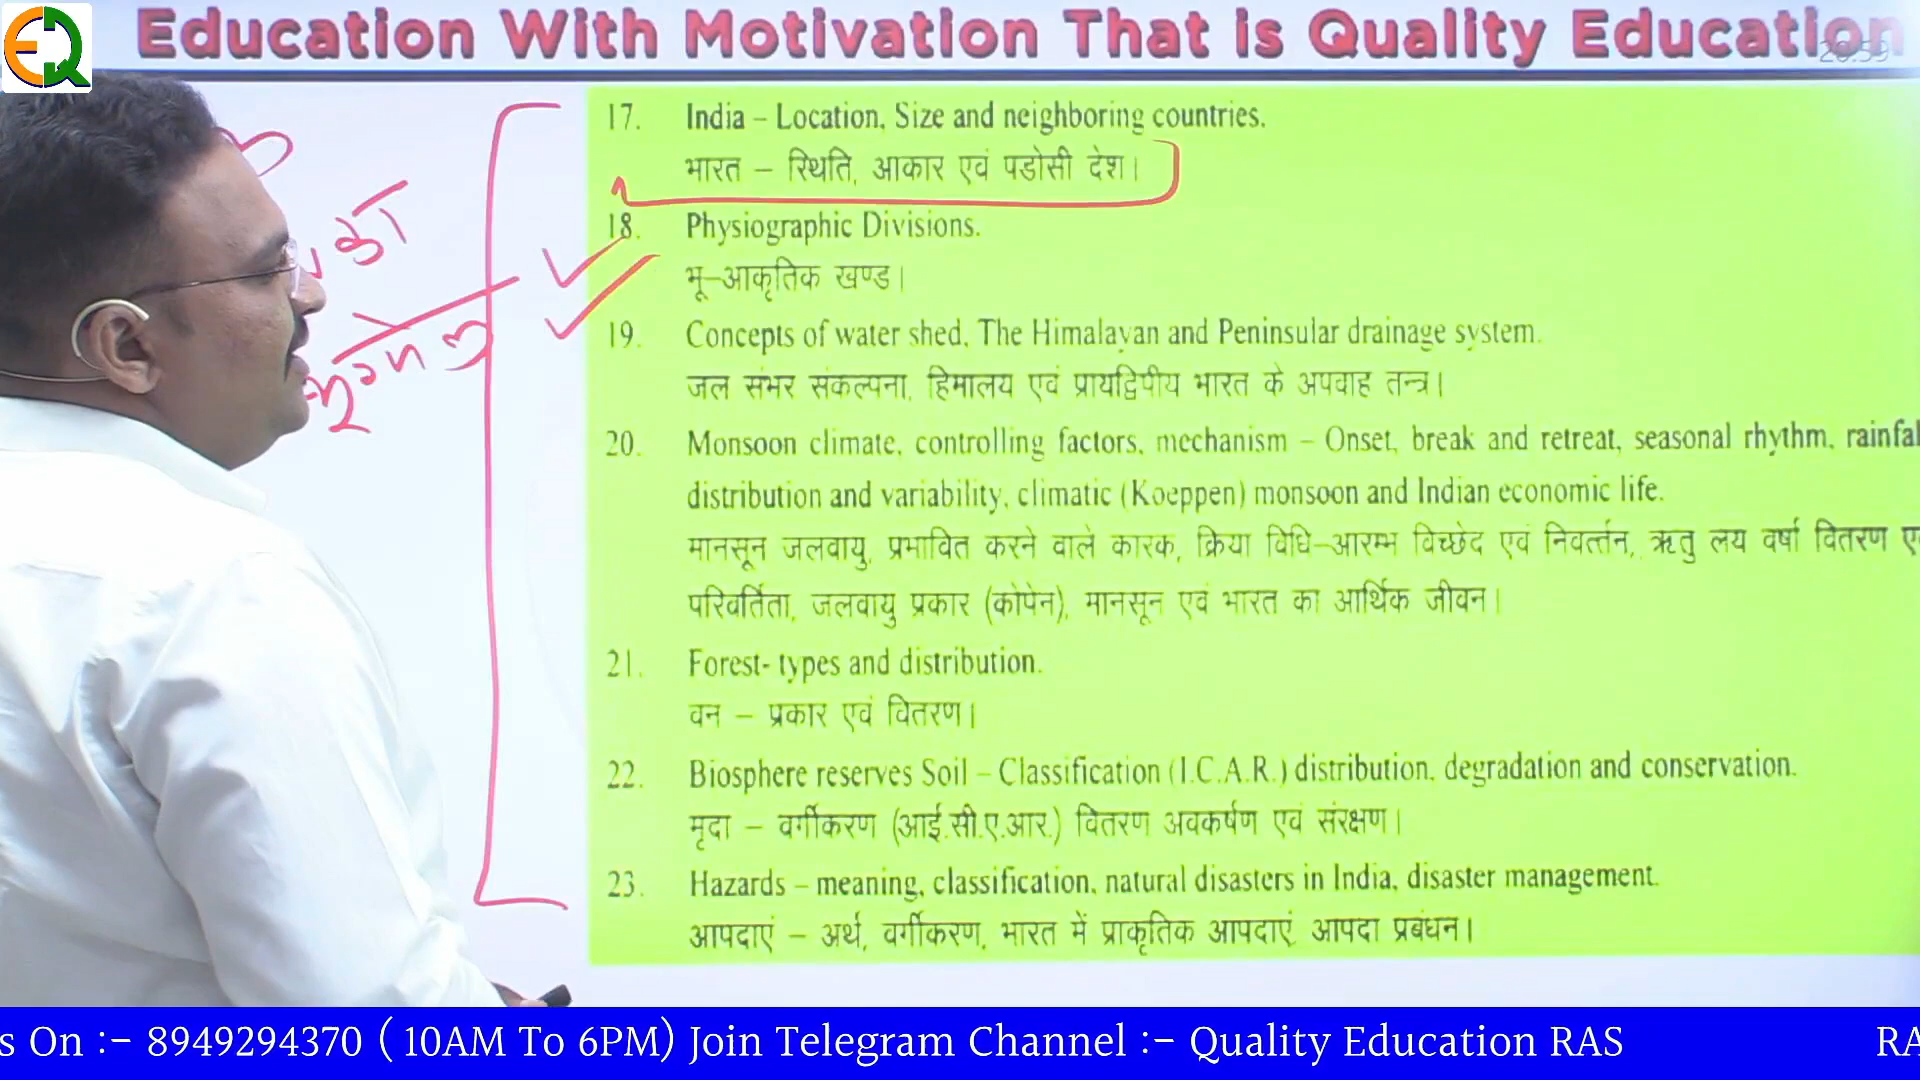 EQ
Education With Motivation That is Quality Education
20:59
17. India – Location, Size and neighboring countries.
भारत – स्थिति, आकार एवं पडोसी देश।
18. Physiographic Divisions.
भू–आकृतिक खण्ड।
19. Concepts of water shed, The Himalayan and Peninsular drainage system.
जल संभर संकल्पना, हिमालय एवं प्रायद्विपीय भारत के अपवाह तन्त्र।
20. Monsoon climate, controlling factors, mechanism – Onset, break and retreat, seasonal rhythm, rainfal
distribution and variability, climatic (Koeppen) monsoon and Indian economic life.
मानसून जलवायु, प्रभावित करने वाले कारक, क्रिया विधि–आरम्भ विच्छेद एवं निवर्त्तन, ऋतु लय वर्षा वितरण ए
परिवर्तिता, जलवायु प्रकार (कोपेन), मानसून एवं भारत का आर्थिक जीवन।
21. Forest- types and distribution.
वन – प्रकार एवं वितरण।
22. Biosphere reserves Soil – Classification (I.C.A.R.) distribution, degradation and conservation.
मृदा – वर्गीकरण (आई.सी.ए.आर.) वितरण अवकर्षण एवं संरक्षण।
23. Hazards – meaning, classification, natural disasters in India, disaster management.
आपदाएं – अर्थ, वर्गीकरण, भारत में प्राकृतिक आपदाएं, आपदा प्रबंधन।
s On :- 8949294370 ( 10AM To 6PM) Join Telegram Channel :- Quality Education RAS RA